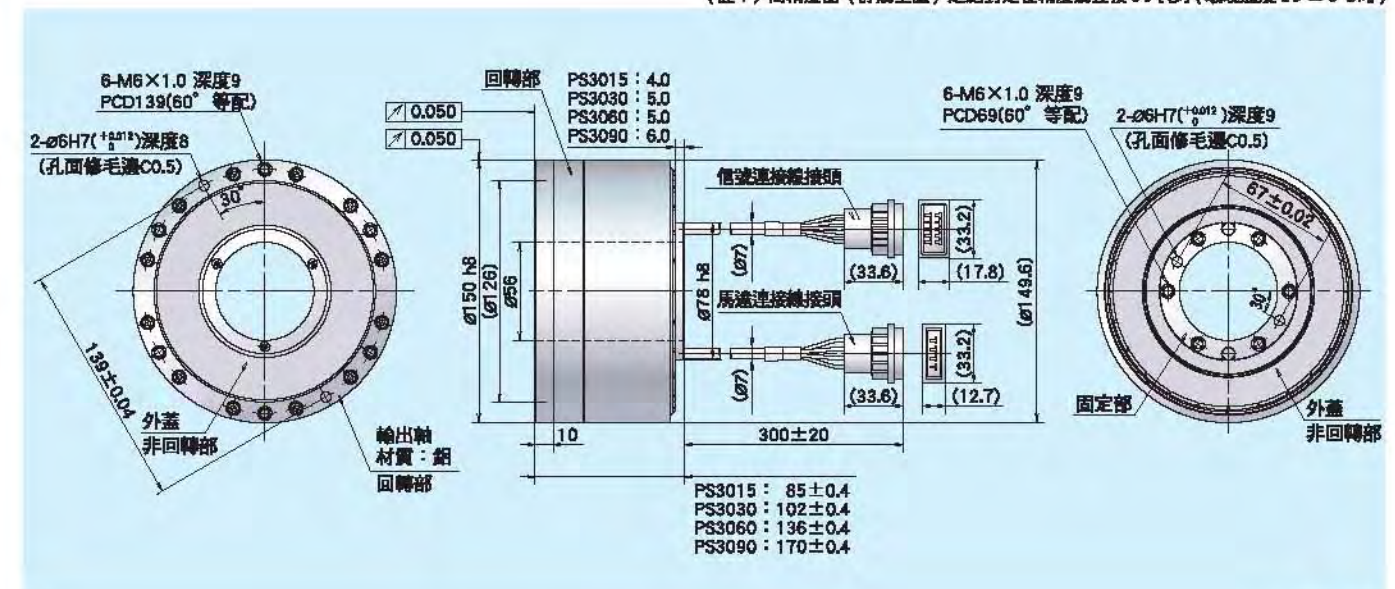 6-M6×1.0 深度9
PCD139(60° 等配)
2-ø6H7(+0.012 0)深度8
(孔面修毛邊C0.5)
30°
139±0.04
外蓋
非回轉部
輸出軸
材質：鋁
回轉部
0.050
0.050
回轉部
PS3015：4.0
PS3030：5.0
PS3060：5.0
PS3090：6.0
ø150 h8
(ø126)
ø56
10
ø78 h8
信號連接線接頭
(ø7)
(33.6)
(33.2)
(17.8)
馬達連接線接頭
(ø7)
(33.6)
(33.2)
(12.7)
(ø149.6)
300±20
PS3015： 85±0.4
PS3030：102±0.4
PS3060：136±0.4
PS3090：170±0.4
6-M6×1.0 深度9
PCD69(60° 等配)
2-ø6H7(+0.012 0)深度9
(孔面修毛邊C0.5)
67±0.02
30°
固定部
外蓋
非回轉部